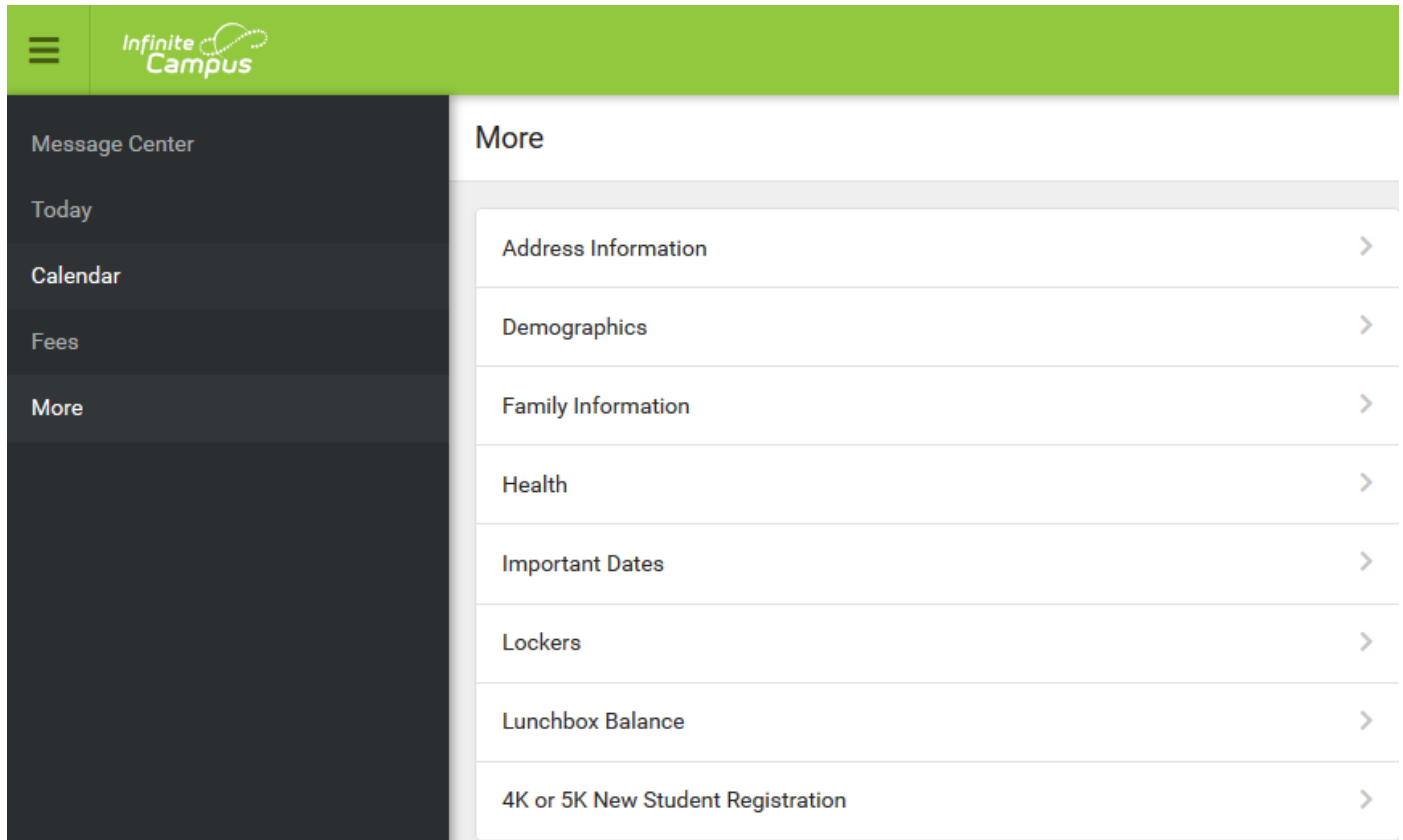 Infinite
Campus
Message Center
Today
Calendar
Fees
More
More
Address Information
Demographics
Family Information
Health
Important Dates
Lockers
Lunchbox Balance
4K or 5K New Student Registration